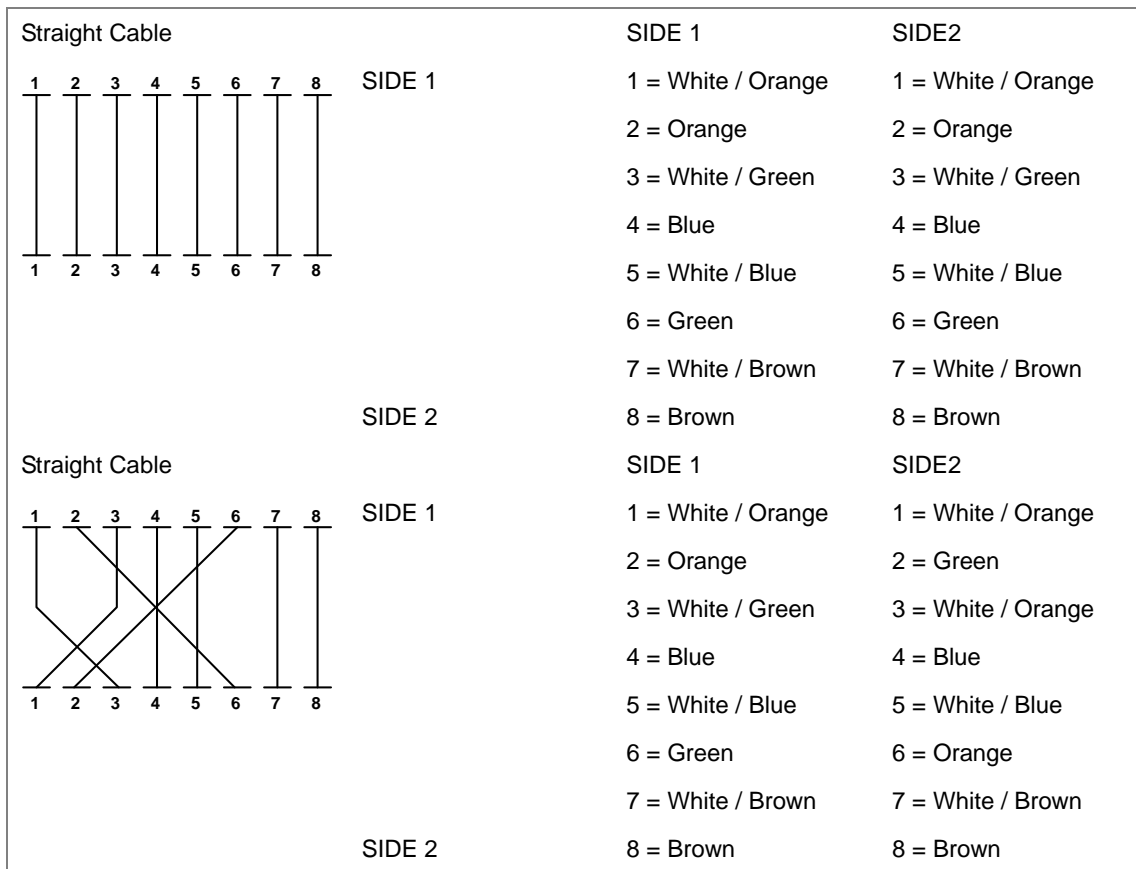 Straight Cable SIDE 1 SIDE2
1 2 3 4 5 6 7 8 SIDE 1 1 = White / Orange 1 = White / Orange
2 = Orange 2 = Orange
3 = White / Green 3 = White / Green
4 = Blue 4 = Blue
1 2 3 4 5 6 7 8 5 = White / Blue 5 = White / Blue
6 = Green 6 = Green
7 = White / Brown 7 = White / Brown
SIDE 2 8 = Brown 8 = Brown
Straight Cable SIDE 1 SIDE2
1 2 3 4 5 6 7 8 SIDE 1 1 = White / Orange 1 = White / Orange
2 = Orange 2 = Green
3 = White / Green 3 = White / Orange
4 = Blue 4 = Blue
1 2 3 4 5 6 7 8 5 = White / Blue 5 = White / Blue
6 = Green 6 = Orange
7 = White / Brown 7 = White / Brown
SIDE 2 8 = Brown 8 = Brown